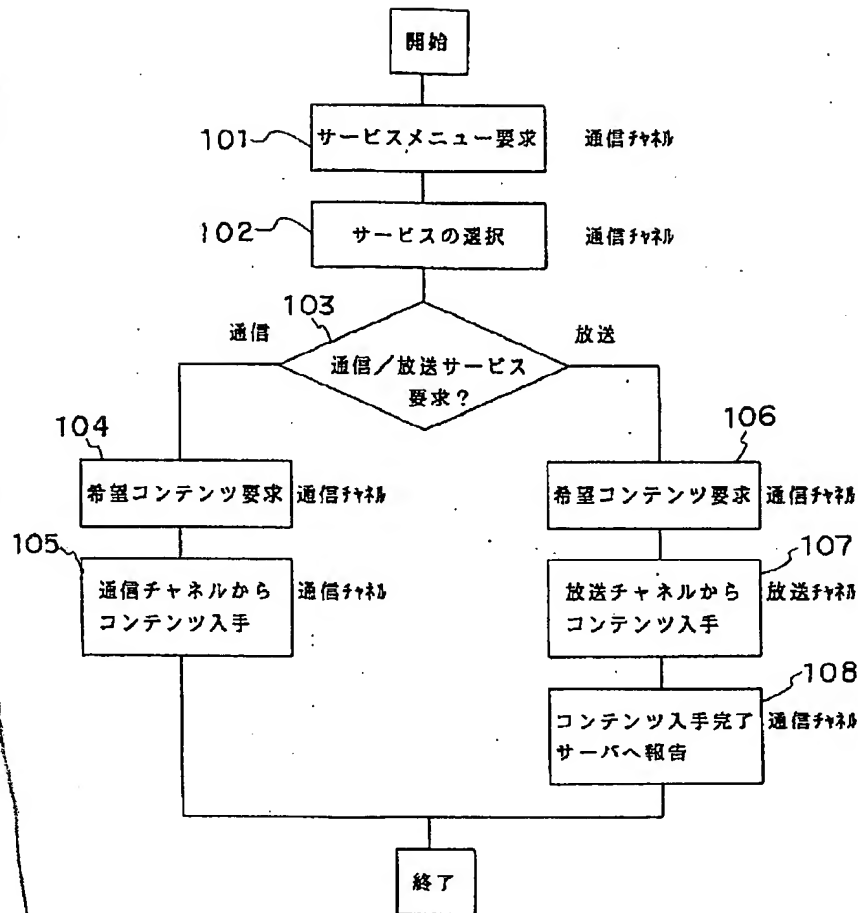 開始
101
サービスメニュー要求
通信ﾁｬﾈﾙ
102
サービスの選択
通信ﾁｬﾈﾙ
103
通信
放送
通信／放送サービス
要求？
104
希望コンテンツ要求
通信ﾁｬﾈﾙ
106
希望コンテンツ要求
通信ﾁｬﾈﾙ
105
通信チャネルから
コンテンツ入手
通信ﾁｬﾈﾙ
107
放送チャネルから
コンテンツ入手
放送ﾁｬﾈﾙ
108
コンテンツ入手完了
サーバへ報告
通信ﾁｬﾈﾙ
終了